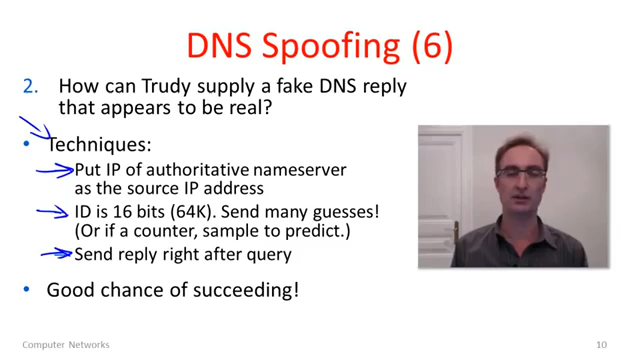 DNS Spoofing (6)
2. How can Trudy supply a fake DNS reply
that appears to be real?
• Techniques:
Put IP of authoritative nameserver
as the source IP address
ID is 16 bits (64K). Send many guesses!
(Or if a counter, sample to predict.)
Send reply right after query
• Good chance of succeeding!
Computer Networks
10